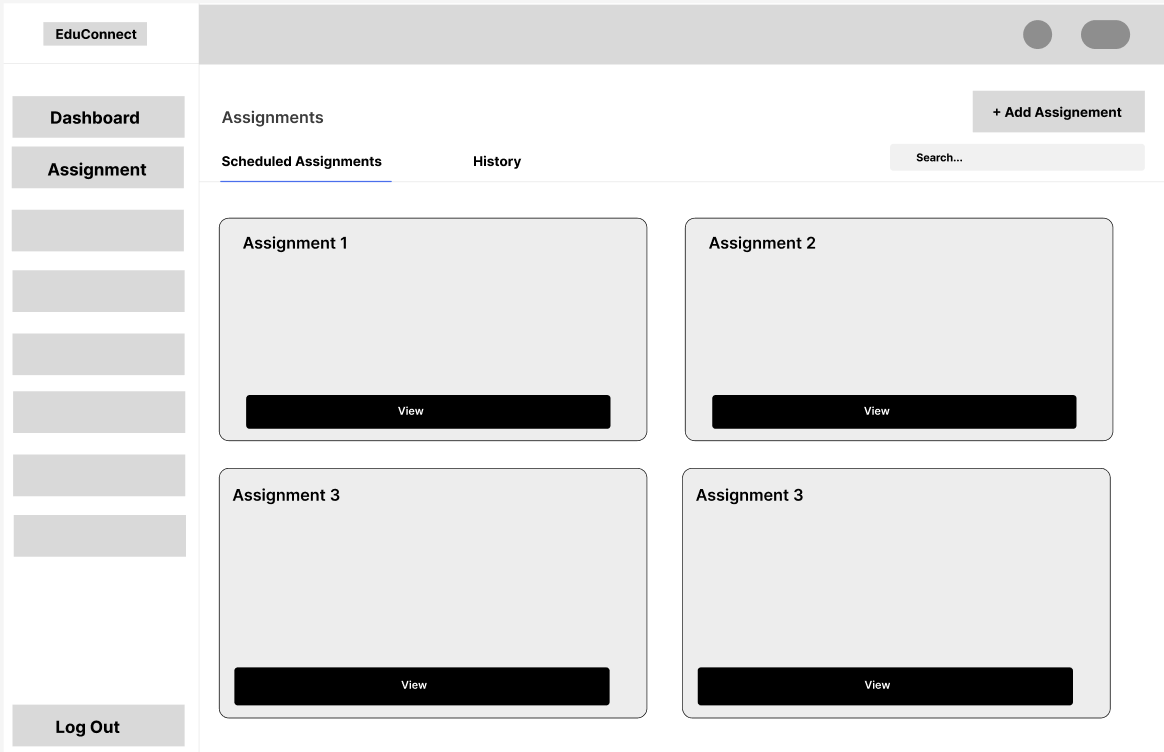 EduConnect
Dashboard
Assignment
Log Out
Assignments
+ Add Assignement
Scheduled Assignments
History
Search...
Assignment 1
View
Assignment 2
View
Assignment 3
View
Assignment 3
View